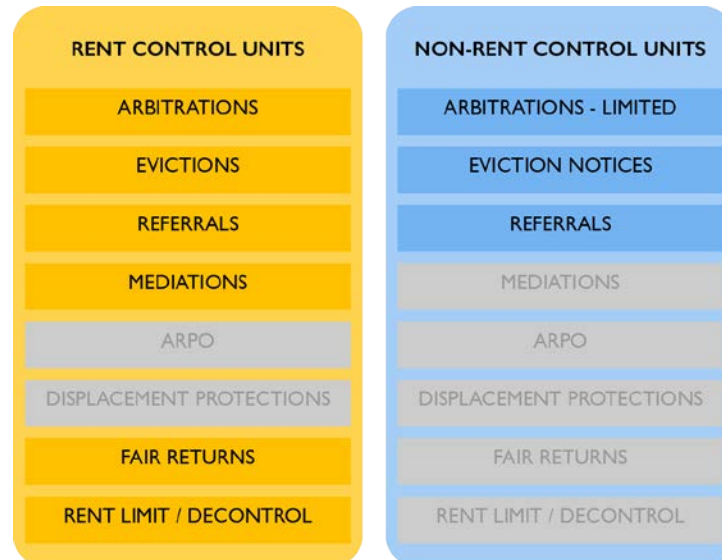 RENT CONTROL UNITS
ARBITRATIONS
EVICTIONS
REFERRALS
MEDIATIONS
ARPO
DISPLACEMENT PROTECTIONS
FAIR RETURNS
RENT LIMIT / DECONTROL
NON-RENT CONTROL UNITS
ARBITRATIONS - LIMITED
EVICTION NOTICES
REFERRALS
MEDIATIONS
ARPO
DISPLACEMENT PROTECTIONS
FAIR RETURNS
RENT LIMIT / DECONTROL